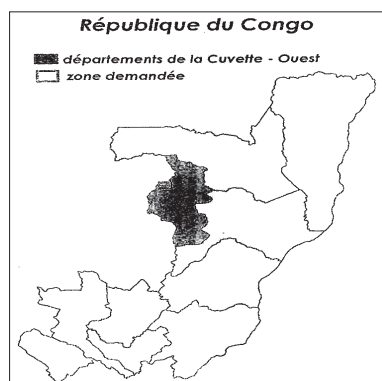 République du Congo
départements de la Cuvette - Ouest
zone demandée